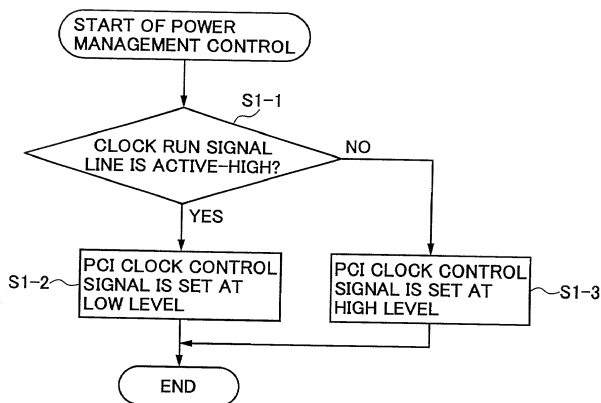 START OF POWER
MANAGEMENT CONTROL
S1-1
CLOCK RUN SIGNAL
LINE IS ACTIVE-HIGH?
NO
YES
S1-2
PCI CLOCK CONTROL
SIGNAL IS SET AT
LOW LEVEL
PCI CLOCK CONTROL
SIGNAL IS SET AT
HIGH LEVEL
S1-3
END